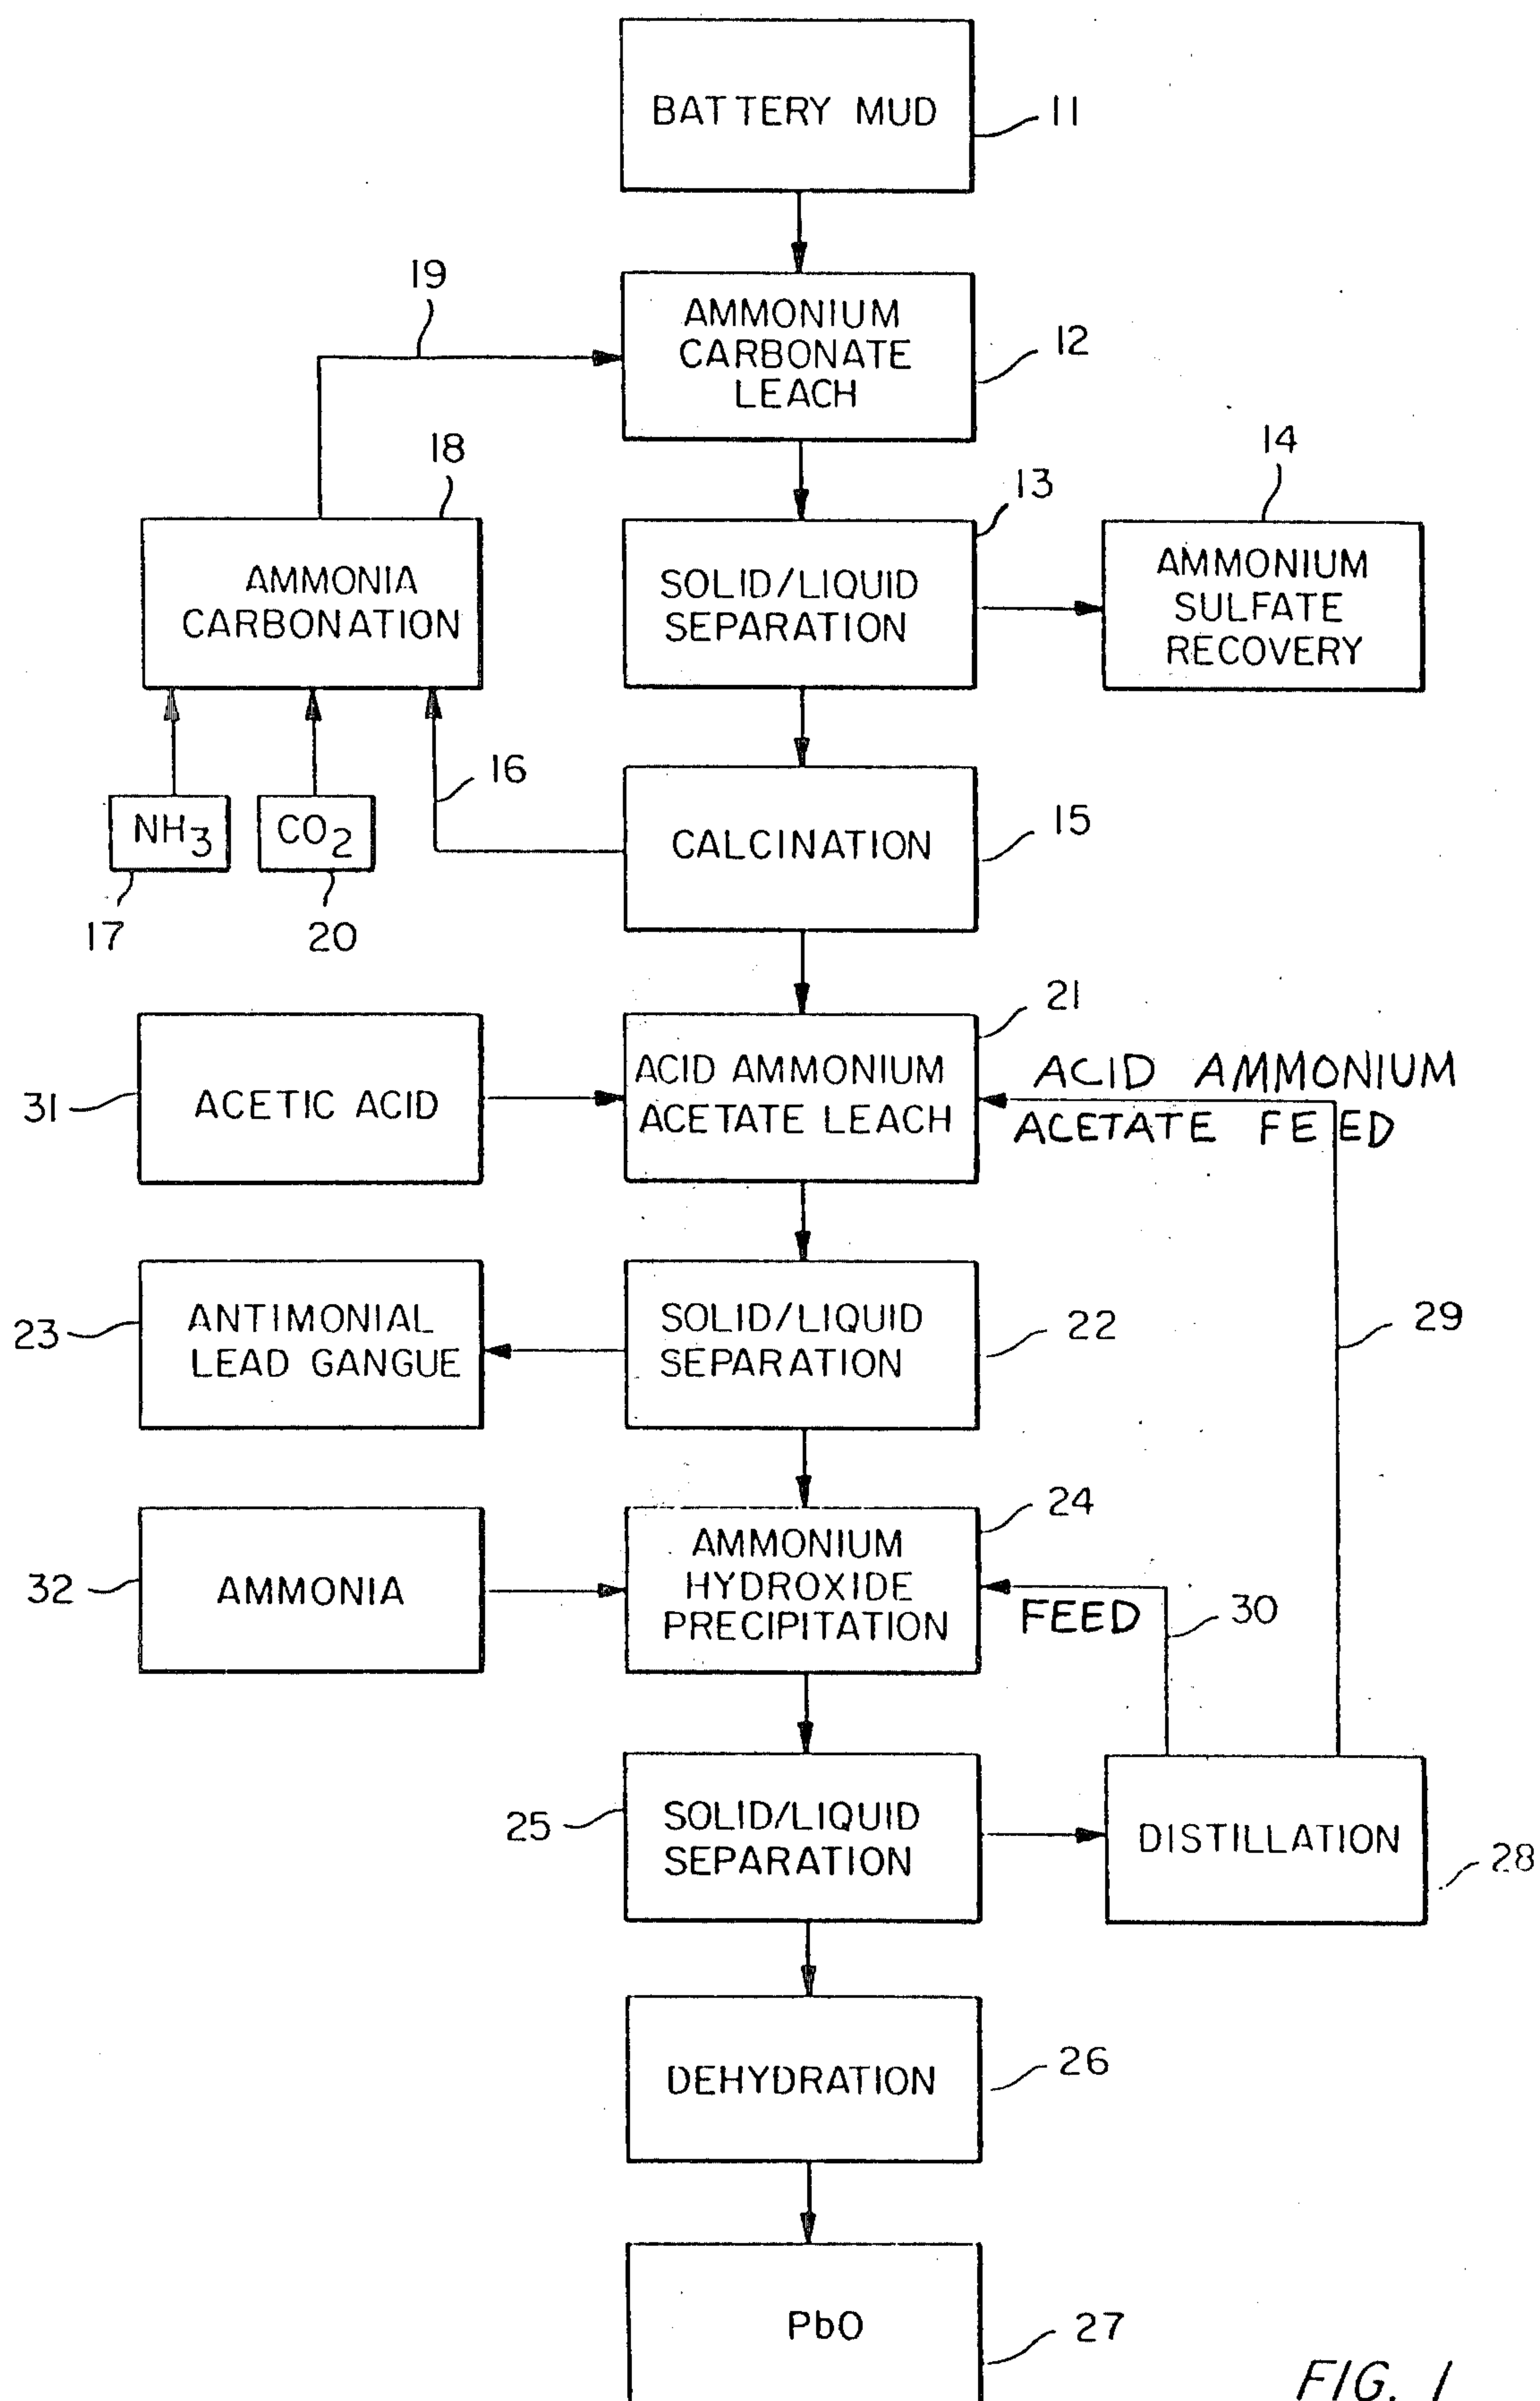 BATTERY MUD
11
19
AMMONIUM
CARBONATE
LEACH
12
18
13
14
AMMONIA
CARBONATION
SOLID/LIQUID
SEPARATION
AMMONIUM
SULFATE
RECOVERY
16
NH3
CO2
CALCINATION
15
17
20
21
ACETIC ACID
31
ACID AMMONIUM
ACETATE LEACH
ACID AMMONIUM
ACETATE FEED
23
ANTIMONIAL
LEAD GANGUE
SOLID/LIQUID
SEPARATION
22
29
24
32
AMMONIA
AMMONIUM
HYDROXIDE
PRECIPITATION
FEED
30
25
SOLID/LIQUID
SEPARATION
DISTILLATION
28
DEHYDRATION
26
PbO
27
FIG. 1